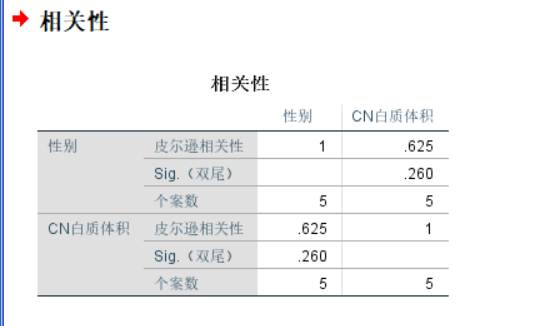 相关性
相关性
性别 CN白质体积
性别 皮尔逊相关性 1 .625
Sig.（双尾） .260
个案数 5 5
CN白质体积 皮尔逊相关性 .625 1
Sig.（双尾） .260
个案数 5 5